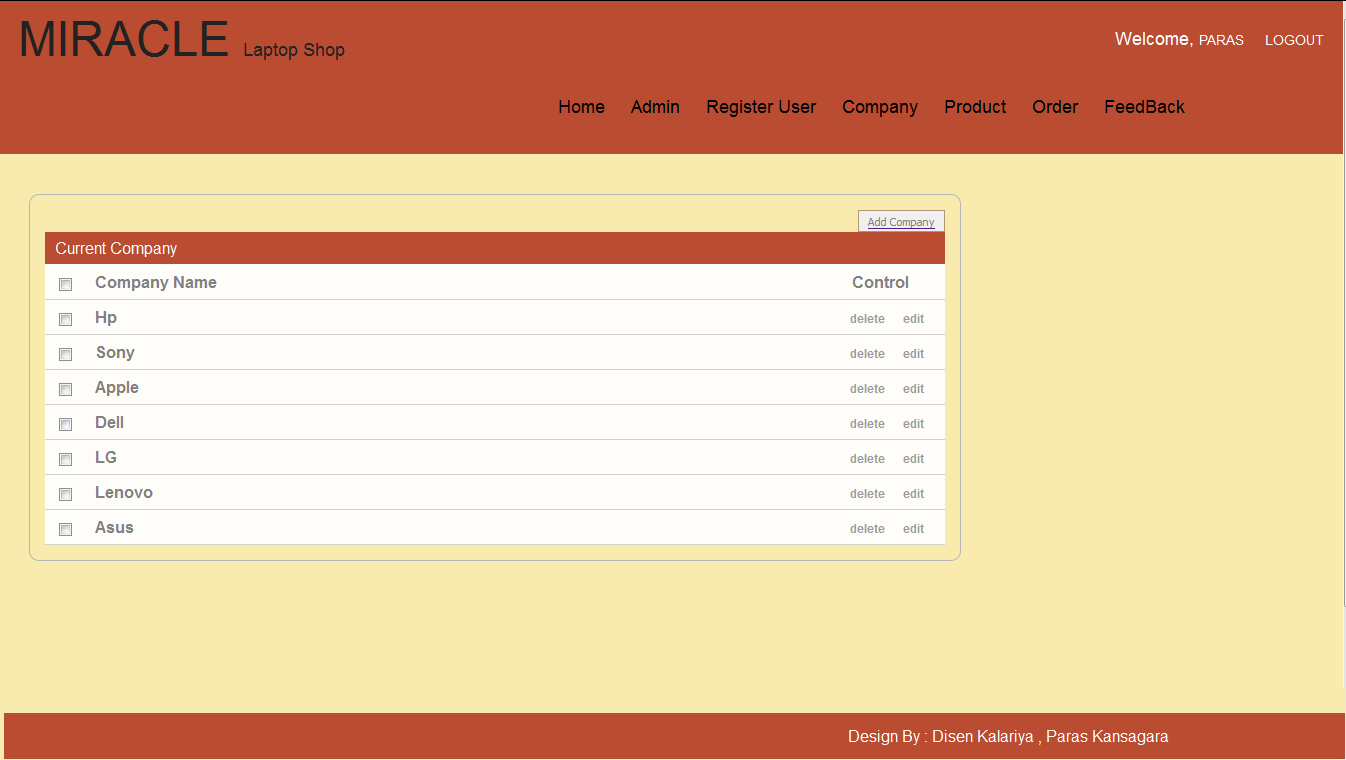 MIRACLE Laptop Shop
Welcome, PARAS LOGOUT
Home Admin Register User Company Product Order FeedBack
Add Company
Current Company
Company Name Control
Hp delete edit
Sony delete edit
Apple delete edit
Dell delete edit
LG delete edit
Lenovo delete edit
Asus delete edit
Design By : Disen Kalariya , Paras Kansagara